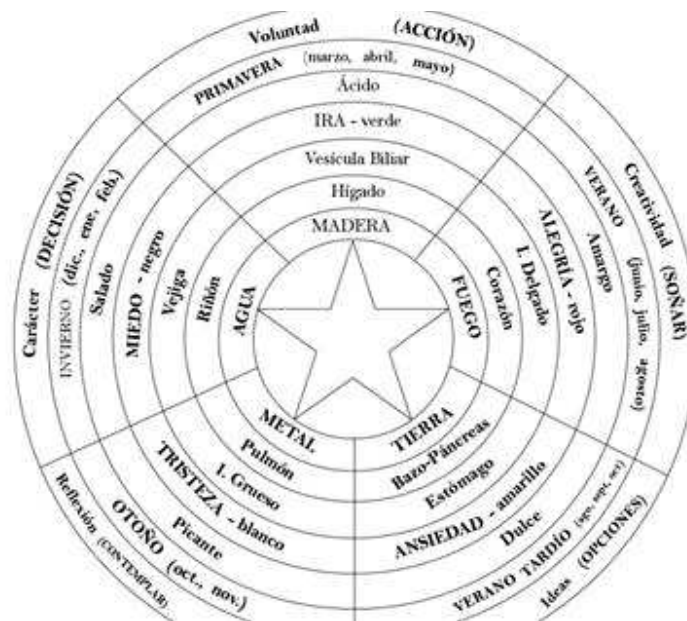 Voluntad (ACCIÓN)
PRIMAVERA (marzo, abril, mayo)
Ácido
IRA - verde
Vesícula Biliar
Hígado
MADERA
Creatividad (SOÑAR)
VERANO (junio, julio, agosto)
Amargo
ALEGRÍA - rojo
I. Delgado
Corazón
FUEGO
Ideas (OPCIONES)
VERANO TARDÍO (ago, sept, oct)
Dulce
ANSIEDAD - amarillo
Estómago
Bazo-Páncreas
TIERRA
Reflexión (CONTEMPLAR)
OTOÑO (oct., nov.)
Picante
TRISTEZA - blanco
I. Grueso
Pulmón
METAL
Carácter (DECISIÓN)
INVIERNO (dic., ene, feb.)
Salado
MIEDO - negro
Vejiga
Riñón
AGUA